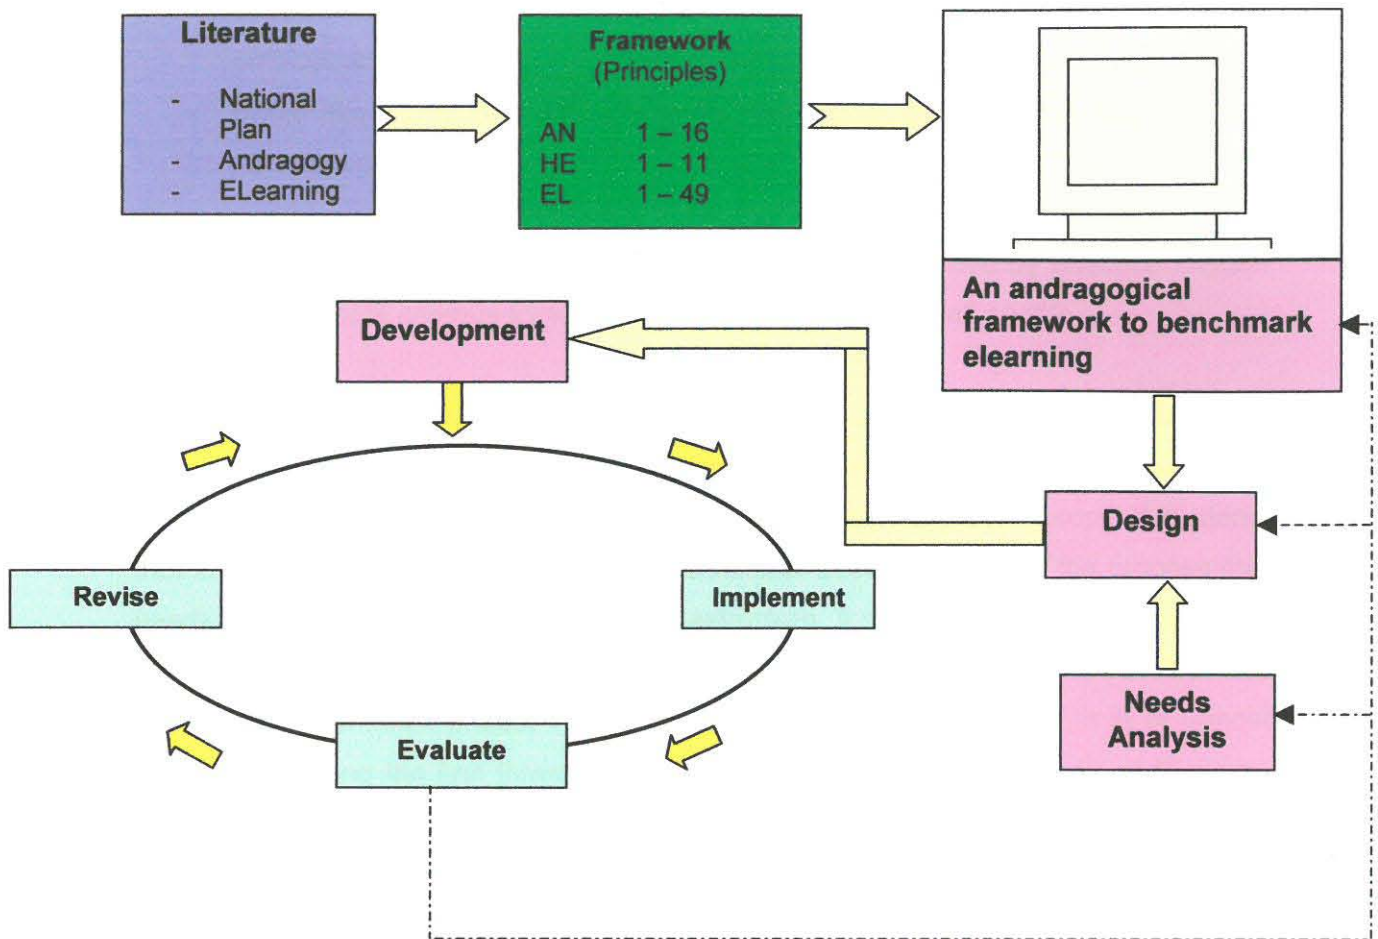 Literature
- National
Plan
- Andragogy
- ELearning
Framework
(Principles)
AN 1 – 16
HE 1 – 11
EL 1 – 49
An andragogical
framework to benchmark
elearning
Development
Design
Revise
Implement
Needs
Analysis
Evaluate